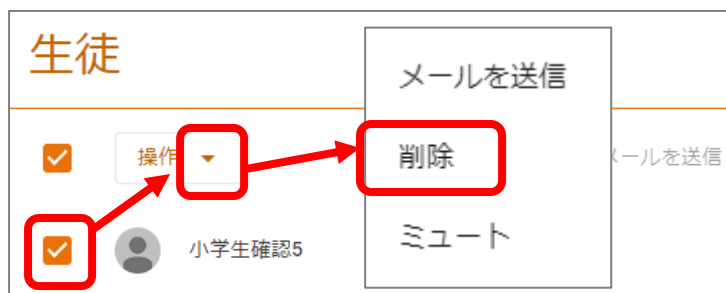 生徒
メールを送信
操作
削除
メールを送信
ミュート
小学生確認5